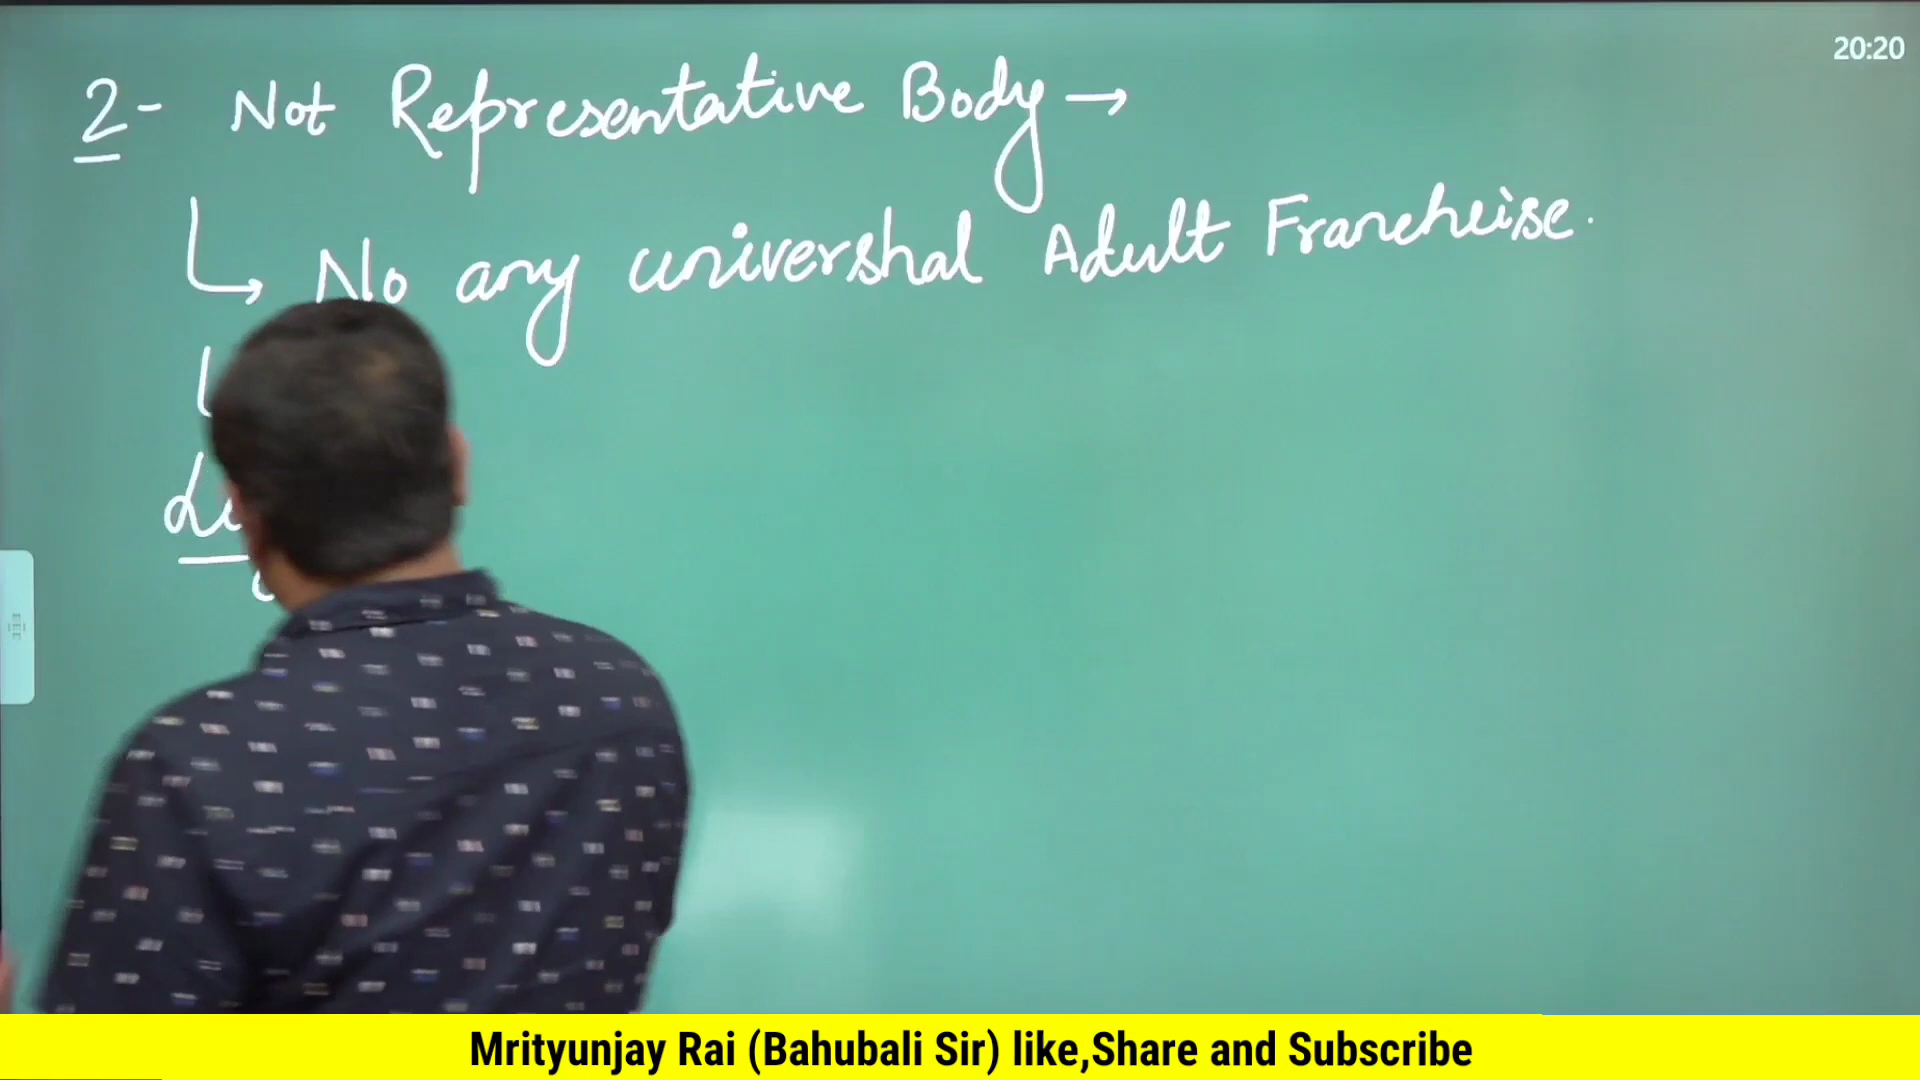 20:20
2- Not Representative Body →
↳ No any univershal Adult Francheise.
Mrityunjay Rai (Bahubali Sir) like,Share and Subscribe